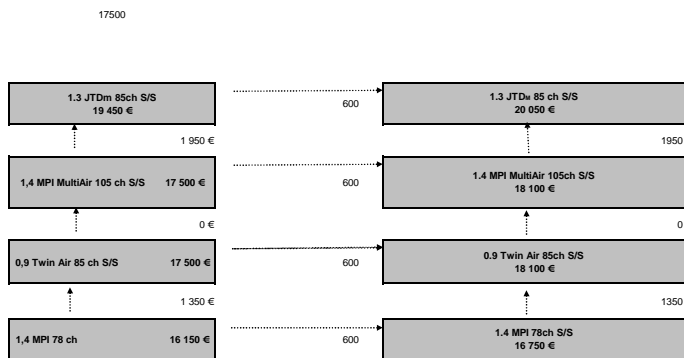 17500
1.3 JTDm 85ch S/S
19 450 €
600
1.3 JTDM 85 ch S/S
20 050 €
1 950 €
1950
1,4 MPI MultiAir 105 ch S/S 17 500 €
600
1.4 MPI MultiAir 105ch S/S
18 100 €
0 €
0
0,9 Twin Air 85 ch S/S 17 500 €
600
0.9 Twin Air 85ch S/S
18 100 €
1 350 €
1350
1,4 MPI 78 ch 16 150 €
600
1.4 MPI 78ch S/S
16 750 €